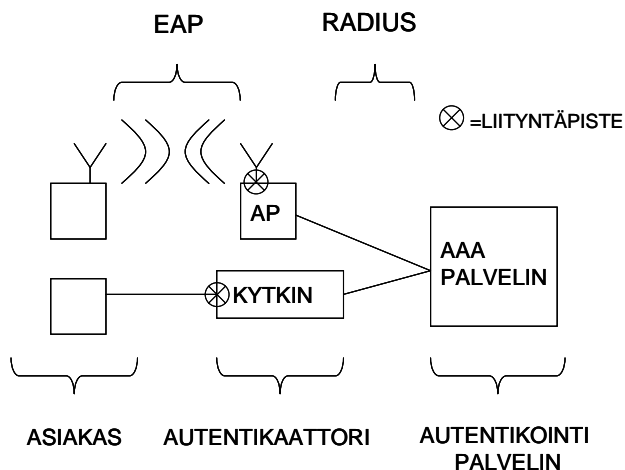 EAP
RADIUS
=LIITYNTÄPISTE
AP
AAA
PALVELIN
KYTKIN
ASIAKAS
AUTENTIKAATTORI
AUTENTIKOINTI
PALVELIN